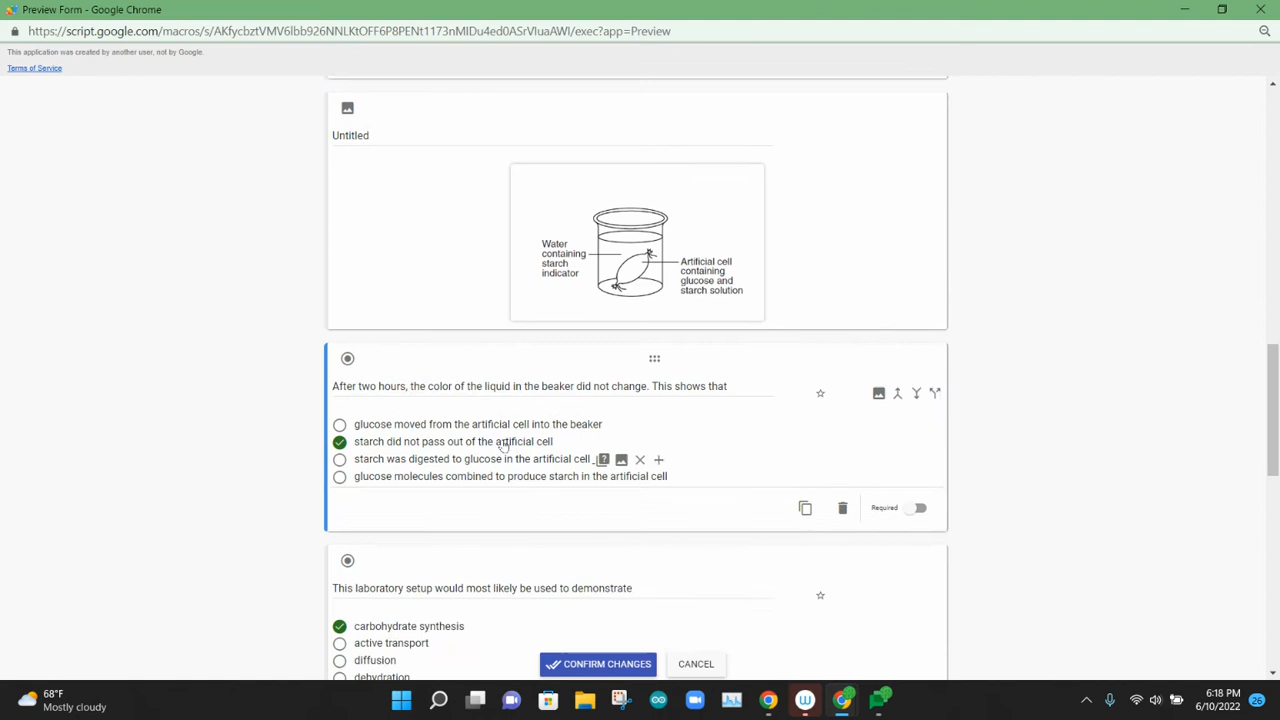 Preview Form - Google Chrome
https://script.google.com/macros/s/AKfycbztVMV6lbb926NNLKtOFF6P8PENt1173nMIDu4ed0ASrVIuaAWI/exec?app=Preview
This application was created by another user, not by Google.
Terms of Service
Untitled
Water
containing
starch
indicator
Artificial cell
containing
glucose and
starch solution
After two hours, the color of the liquid in the beaker did not change. This shows that
glucose moved from the artificial cell into the beaker
starch did not pass out of the artificial cell
starch was digested to glucose in the artificial cell
glucose molecules combined to produce starch in the artificial cell
Required
This laboratory setup would most likely be used to demonstrate
carbohydrate synthesis
active transport
diffusion
dehydration
CONFIRM CHANGES
CANCEL
68°F
Mostly cloudy
6:18 PM
6/10/2022
26